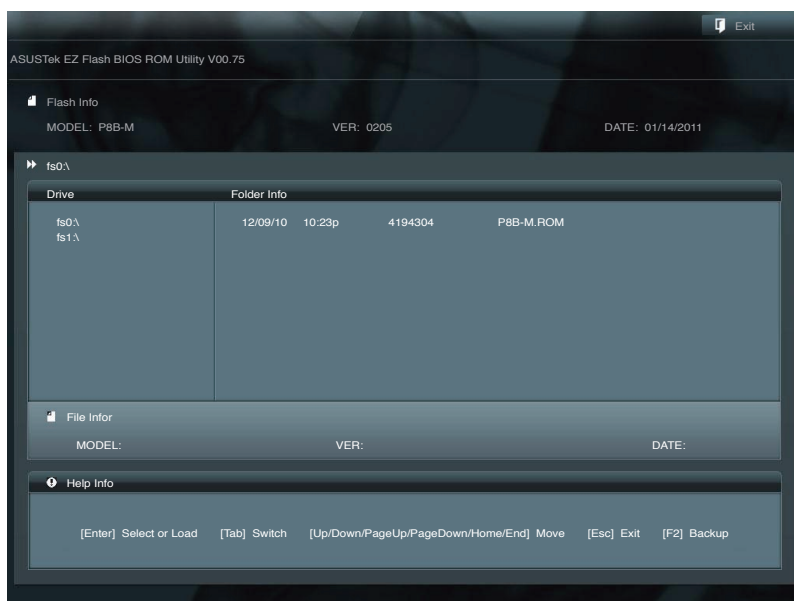 Exit
ASUSTek EZ Flash BIOS ROM Utility V00.75
Flash Info
MODEL: P8B-M VER: 0205 DATE: 01/14/2011
fs0:\
Drive Folder Info
fs0:\ 12/09/10 10:23p 4194304 P8B-M.ROM
fs1:\
File Infor
MODEL: VER: DATE:
Help Info
[Enter] Select or Load [Tab] Switch [Up/Down/PageUp/PageDown/Home/End] Move [Esc] Exit [F2] Backup